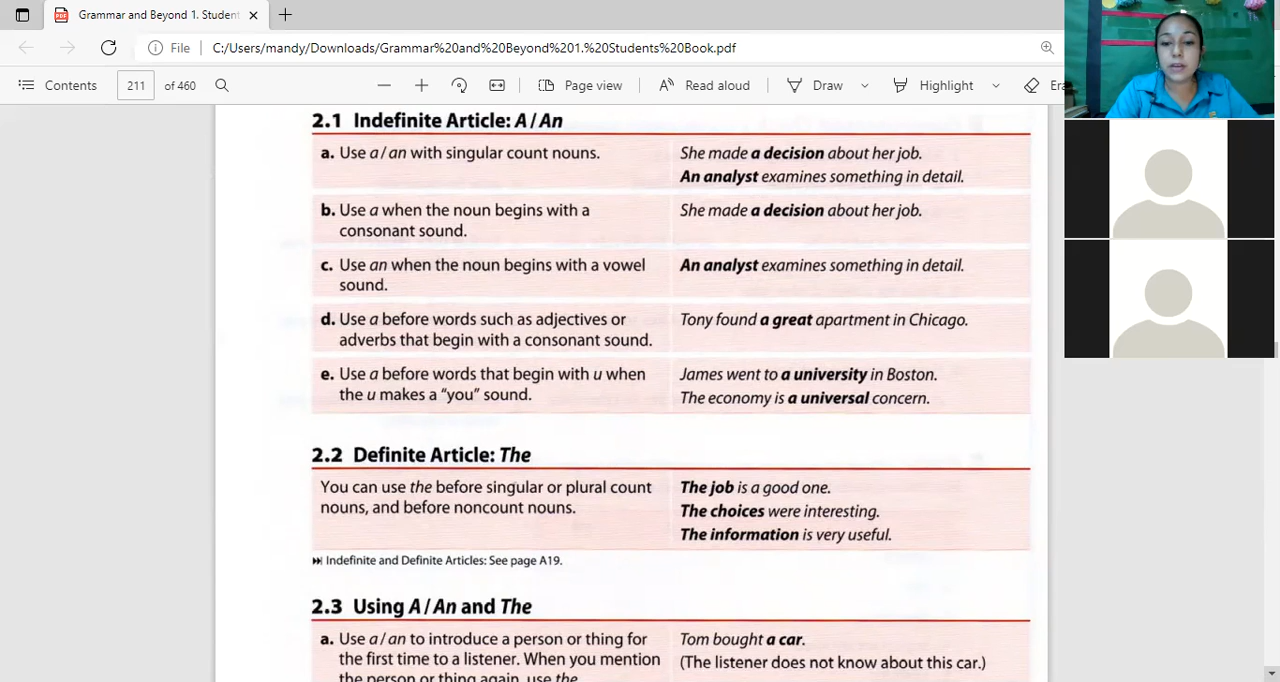 Grammar and Beyond 1. Student
File
C:/Users/mandy/Downloads/Grammar%20and%20Beyond%201.%20Students%20Book.pdf
Contents
211 of 460
Page view
Read aloud
Draw
Highlight
Era
2.1 Indefinite Article: A / An
a. Use a / an with singular count nouns.
She made a decision about her job.
An analyst examines something in detail.
b. Use a when the noun begins with a
consonant sound.
She made a decision about her job.
c. Use an when the noun begins with a vowel
sound.
An analyst examines something in detail.
d. Use a before words such as adjectives or
adverbs that begin with a consonant sound.
Tony found a great apartment in Chicago.
e. Use a before words that begin with u when
the u makes a “you” sound.
James went to a university in Boston.
The economy is a universal concern.
2.2 Definite Article: The
You can use the before singular or plural count
nouns, and before noncount nouns.
The job is a good one.
The choices were interesting.
The information is very useful.
Indefinite and Definite Articles: See page A19.
2.3 Using A / An and The
a. Use a / an to introduce a person or thing for
the first time to a listener. When you mention
the person or thing again, use the
Tom bought a car.
(The listener does not know about this car.)